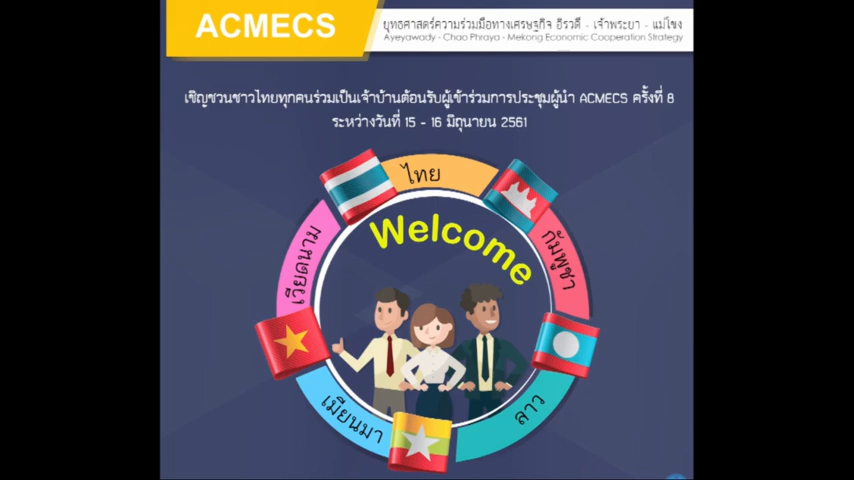 ACMECS
ยุทธศาสตร์ความร่วมมือทางเศรษฐกิจ อิรวดี - เจ้าพระยา - แม่โขง
Ayeyawady - Chao Phraya - Mekong Economic Cooperation Strategy
เชิญชวนชาวไทยทุกคนร่วมเป็นเจ้าบ้านต้อนรับผู้เข้าร่วมการประชุมผู้นำ ACMECS ครั้งที่ 8
ระหว่างวันที่ 15 - 16 มิถุนายน 2561
ไทย
Welcome
เวียดนาม
กัมพูชา
เมียนมา
ลาว